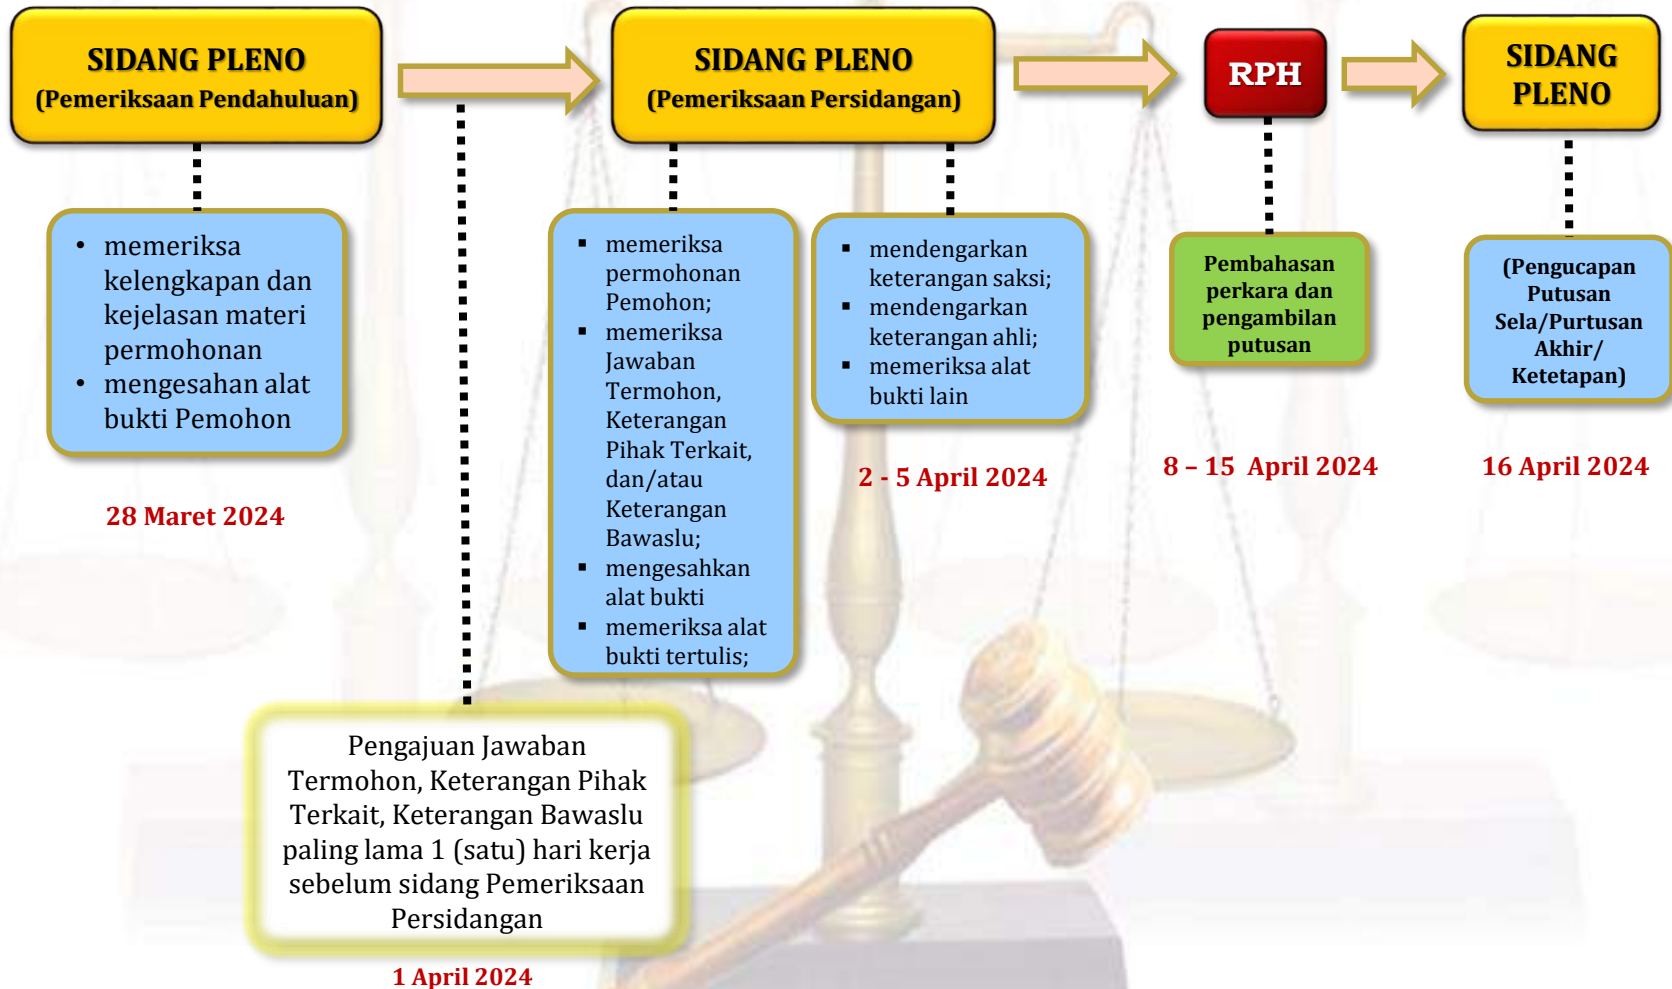 SIDANG PLENO
(Pemeriksaan Pendahuluan)
• memeriksa
kelengkapan dan
kejelasan materi
permohonan
• mengesahan alat
bukti Pemohon
28 Maret 2024
Pengajuan Jawaban
Termohon, Keterangan Pihak
Terkait, Keterangan Bawaslu
paling lama 1 (satu) hari kerja
sebelum sidang Pemeriksaan
Persidangan
1 April 2024
SIDANG PLENO
(Pemeriksaan Persidangan)
▪ memeriksa
permohonan
Pemohon;
▪ memeriksa
Jawaban
Termohon,
Keterangan
Pihak Terkait,
dan/atau
Keterangan
Bawaslu;
▪ mengesahkan
alat bukti
▪ memeriksa alat
bukti tertulis;
▪ mendengarkan
keterangan saksi;
▪ mendengarkan
keterangan ahli;
▪ memeriksa alat
bukti lain
2 - 5 April 2024
RPH
Pembahasan
perkara dan
pengambilan
putusan
8 – 15 April 2024
SIDANG
PLENO
(Pengucapan
Putusan
Sela/Purtusan
Akhir/
Ketetapan)
16 April 2024